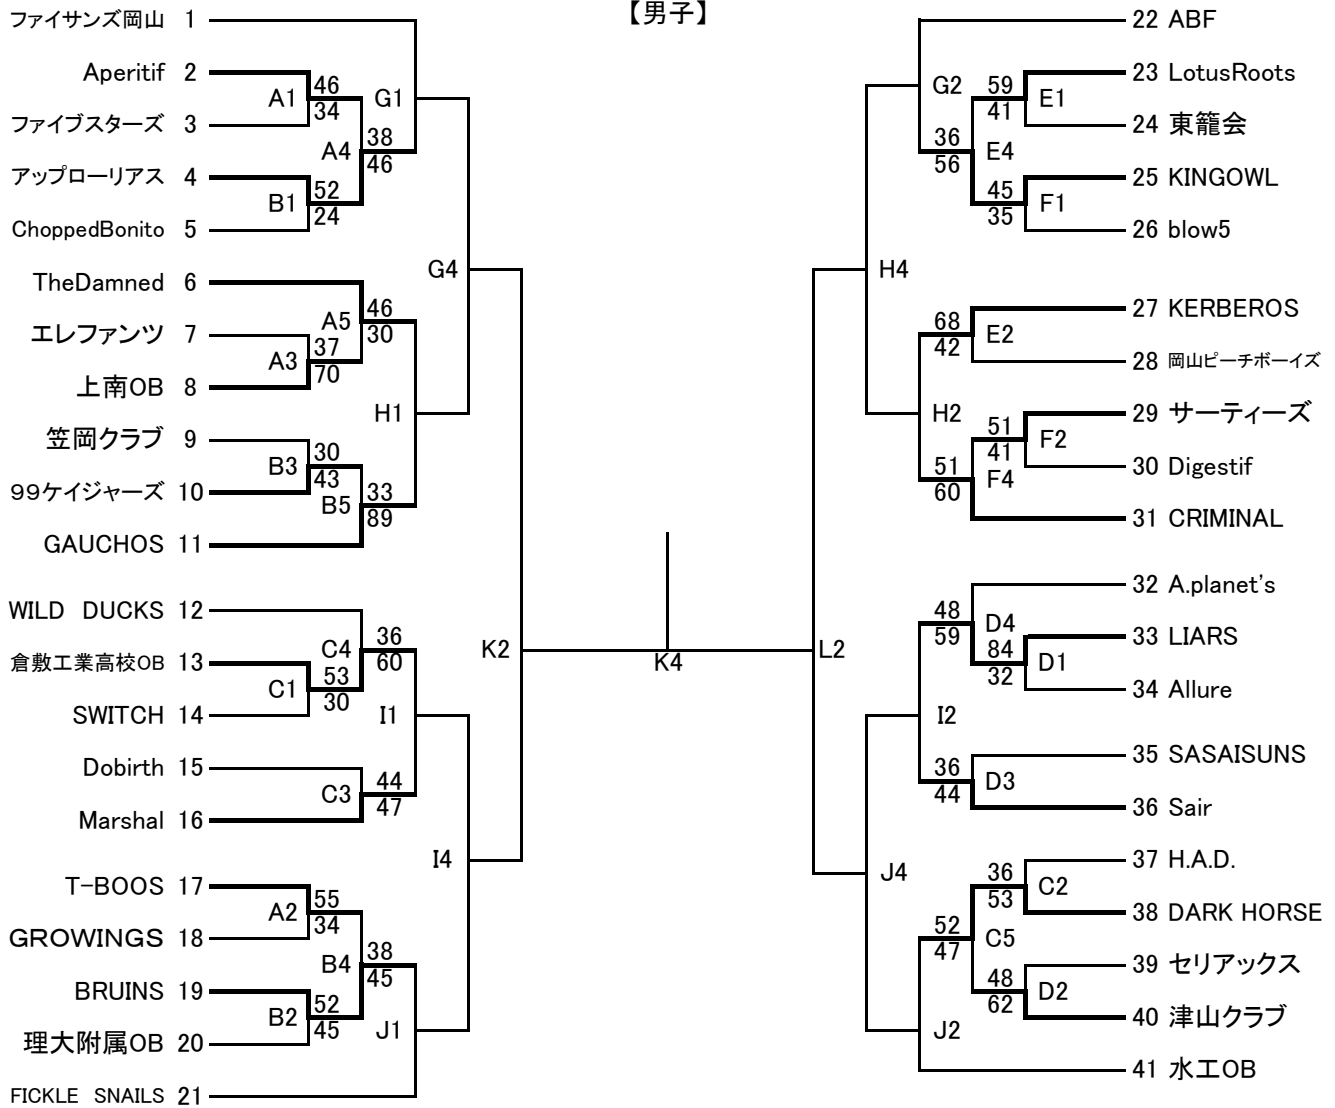 【男子】
ファイサンズ岡山 1
Aperitif 2
ファイブスターズ 3
アップローリアス 4
ChoppedBonito 5
TheDamned 6
エレファンツ 7
上南OB 8
笠岡クラブ 9
99ケイジャーズ 10
GAUCHOS 11
WILD DUCKS 12
倉敷工業高校OB 13
SWITCH 14
Dobirth 15
Marshal 16
T-BOOS 17
GROWINGS 18
BRUINS 19
理大附属OB 20
FICKLE SNAILS 21
A1
46
34
A4
38
46
B1
52
24
G1
G4
A5
46
30
A3
37
70
H1
B3
30
43
B5
33
89
K2
C4
36
60
C1
53
30
I1
C3
44
47
I4
A2
55
34
B4
38
45
B2
52
45
J1
K4
L2
G2
59
41
E1
36
56
E4
45
35
F1
H4
68
42
E2
H2
51
41
F2
51
60
F4
48
59
D4
84
32
D1
I2
36
44
D3
J4
36
53
C2
52
47
C5
48
62
D2
J2
22 ABF
23 LotusRoots
24 東籠会
25 KINGOWL
26 blow5
27 KERBEROS
28 岡山ピーチボーイズ
29 サーティーズ
30 Digestif
31 CRIMINAL
32 A.planet's
33 LIARS
34 Allure
35 SASAISUNS
36 Sair
37 H.A.D.
38 DARK HORSE
39 セリアックス
40 津山クラブ
41 水工OB